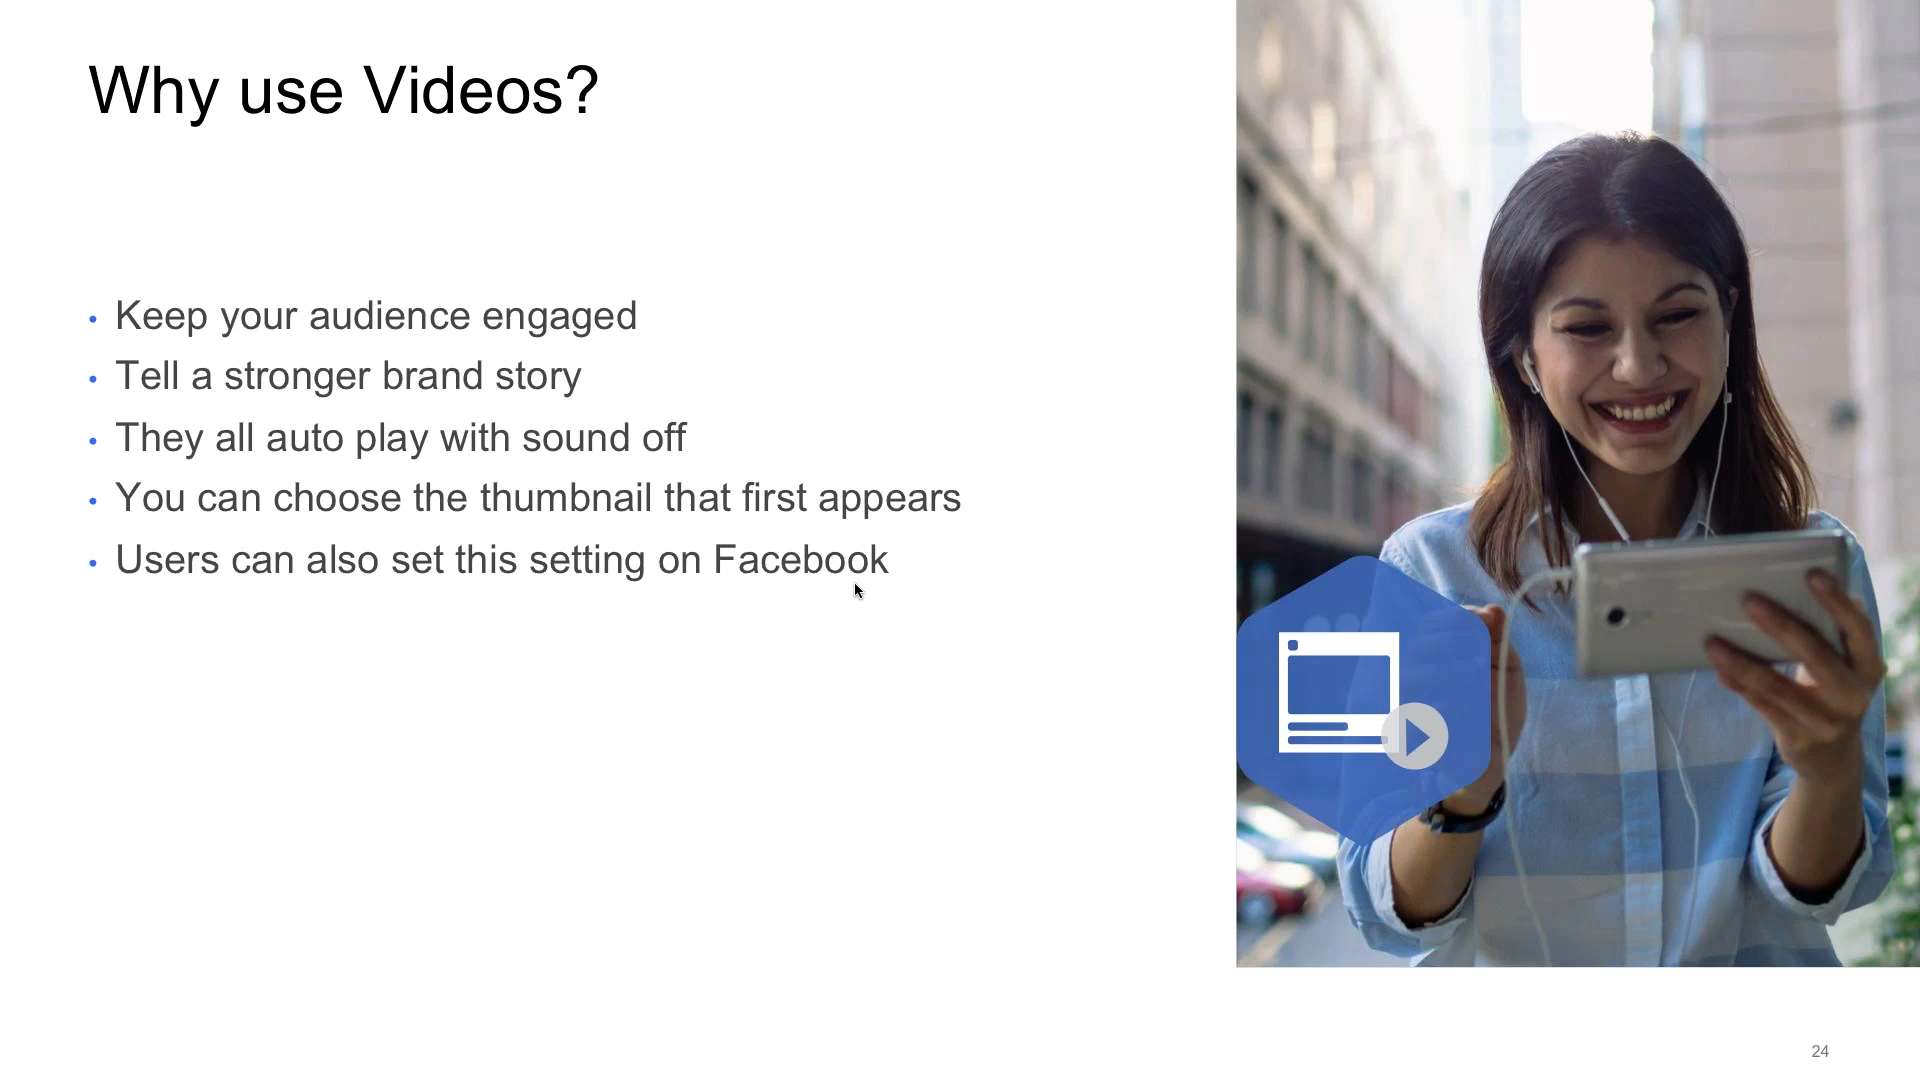 Why use Videos?
• Keep your audience engaged
• Tell a stronger brand story
• They all auto play with sound off
• You can choose the thumbnail that first appears
• Users can also set this setting on Facebook
24